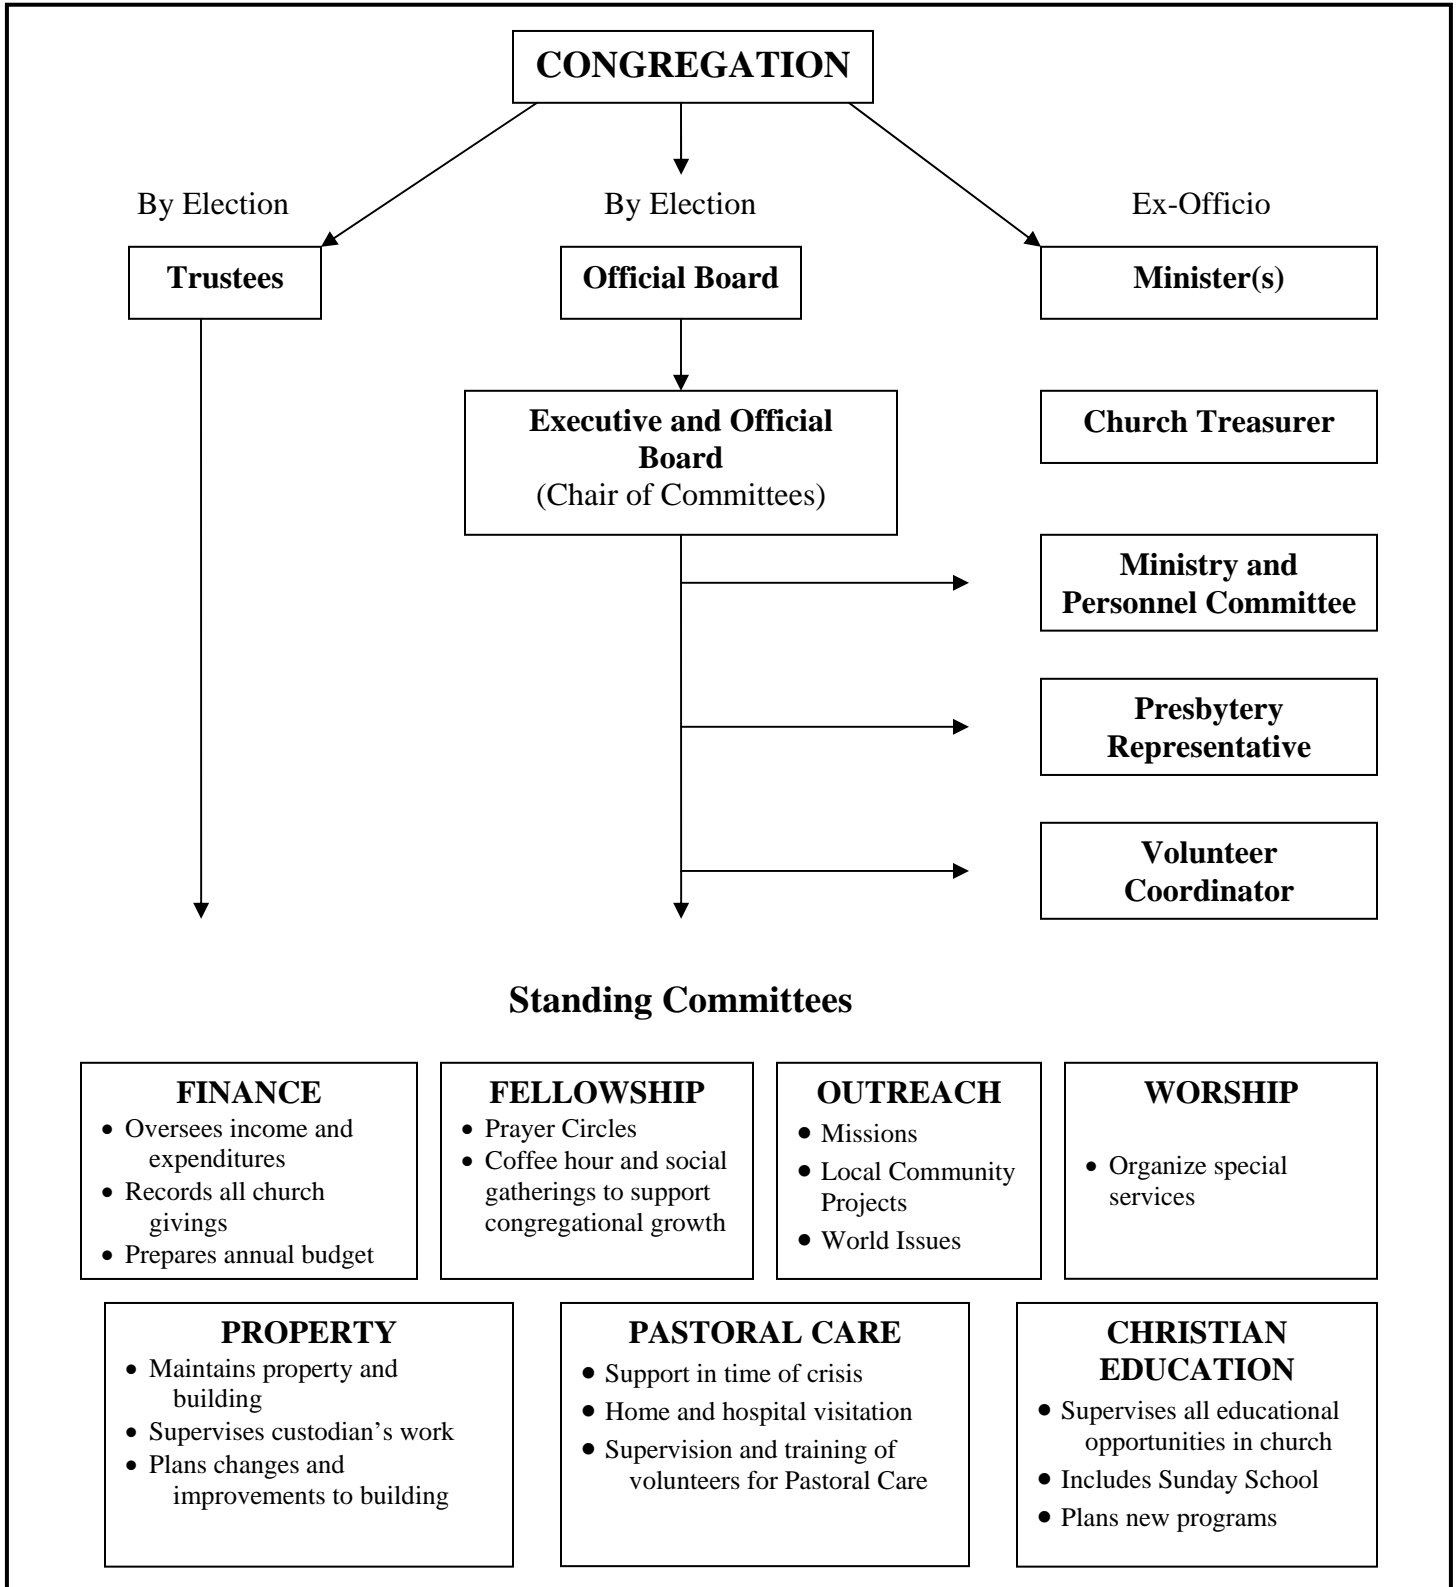 CONGREGATION
By Election
By Election
Ex-Officio
Trustees
Official Board
Minister(s)
Executive and Official
Board
(Chair of Committees)
Church Treasurer
Ministry and
Personnel Committee
Presbytery
Representative
Volunteer
Coordinator
Standing Committees
FINANCE
• Oversees income and
expenditures
• Records all church
givings
• Prepares annual budget
FELLOWSHIP
• Prayer Circles
• Coffee hour and social
gatherings to support
congregational growth
OUTREACH
• Missions
• Local Community
Projects
• World Issues
WORSHIP
• Organize special
services
PROPERTY
• Maintains property and
building
• Supervises custodian’s work
• Plans changes and
improvements to building
PASTORAL CARE
• Support in time of crisis
• Home and hospital visitation
• Supervision and training of
volunteers for Pastoral Care
CHRISTIAN
EDUCATION
• Supervises all educational
opportunities in church
• Includes Sunday School
• Plans new programs